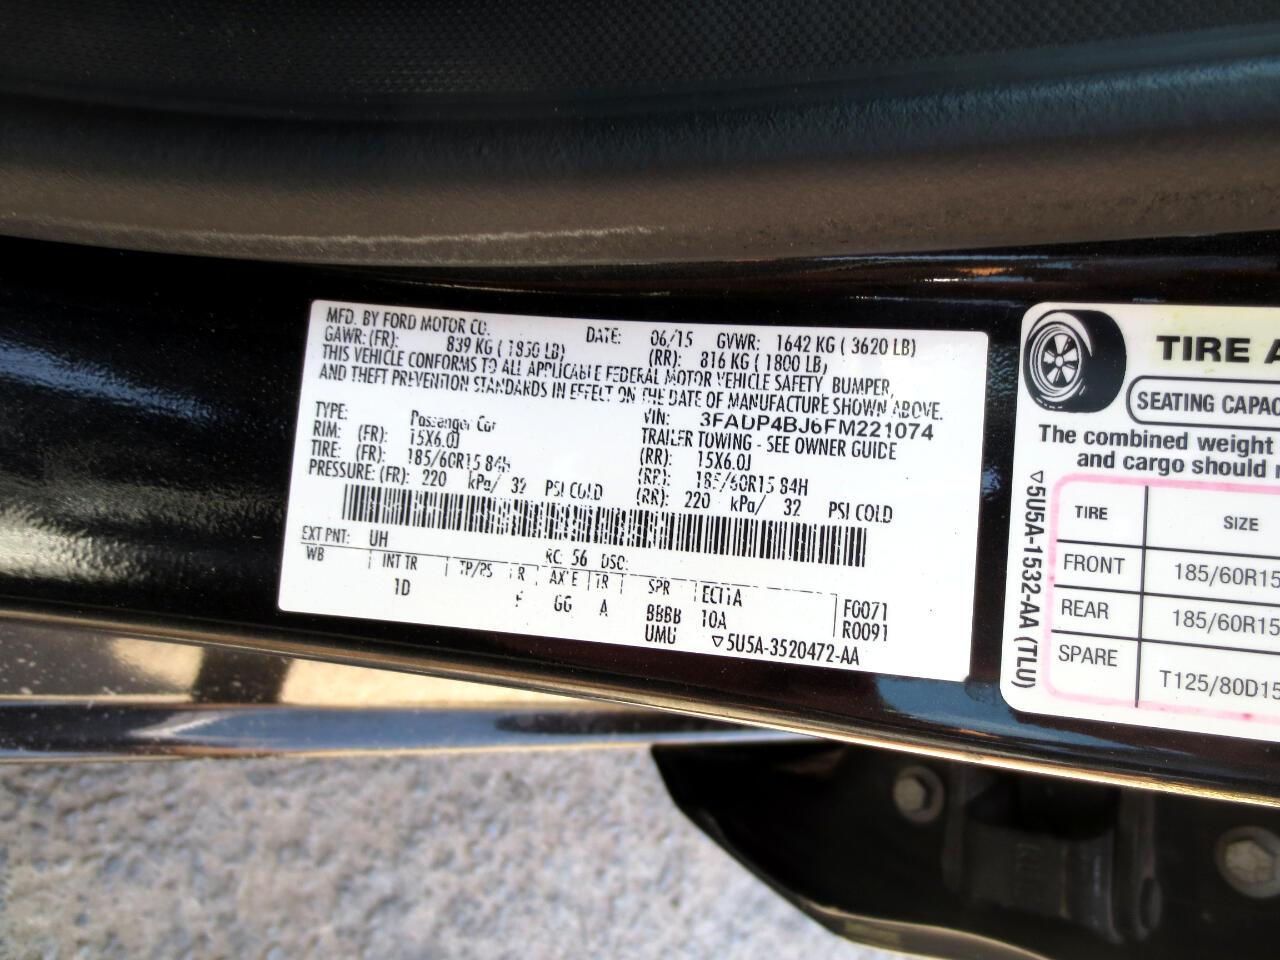 MFD. BY FORD MOTOR CO.
DATE: 06/15 GVWR: 1642 KG ( 3620 LB)
GAWR: (FR): 839 KG ( 1850 LB) (RR): 816 KG ( 1800 LB)
THIS VEHICLE CONFORMS TO ALL APPLICABLE FEDERAL MOTOR VEHICLE SAFETY, BUMPER,
AND THEFT PREVENTION STANDARDS IN EFFECT ON THE DATE OF MANUFACTURE SHOWN ABOVE.
VIN: 3FADP4BJ6FM221074
TYPE: Passenger Car TRAILER TOWING - SEE OWNER GUIDE
RIM: (FR): 15X6.0J (RR): 15X6.0J
TIRE: (FR): 185/60R15 84H (RR): 185/60R15 84H
PRESSURE: (FR): 220 kPa/ 32 PSI COLD (RR): 220 kPa/ 32 PSI COLD
EXT PNT: UH RC: 56 DSO:
WB INT TR TP/PS R AXLE TR SPR ECI1A
1D F GG A BBBB 10A F0071
UMU R0091
▽5U5A-3520472-AA
TIRE A
SEATING CAPAC
The combined weight
and cargo should
TIRE SIZE
FRONT 185/60R15
REAR 185/60R15
SPARE T125/80D15
▽5U5A-1532-AA (TLU)